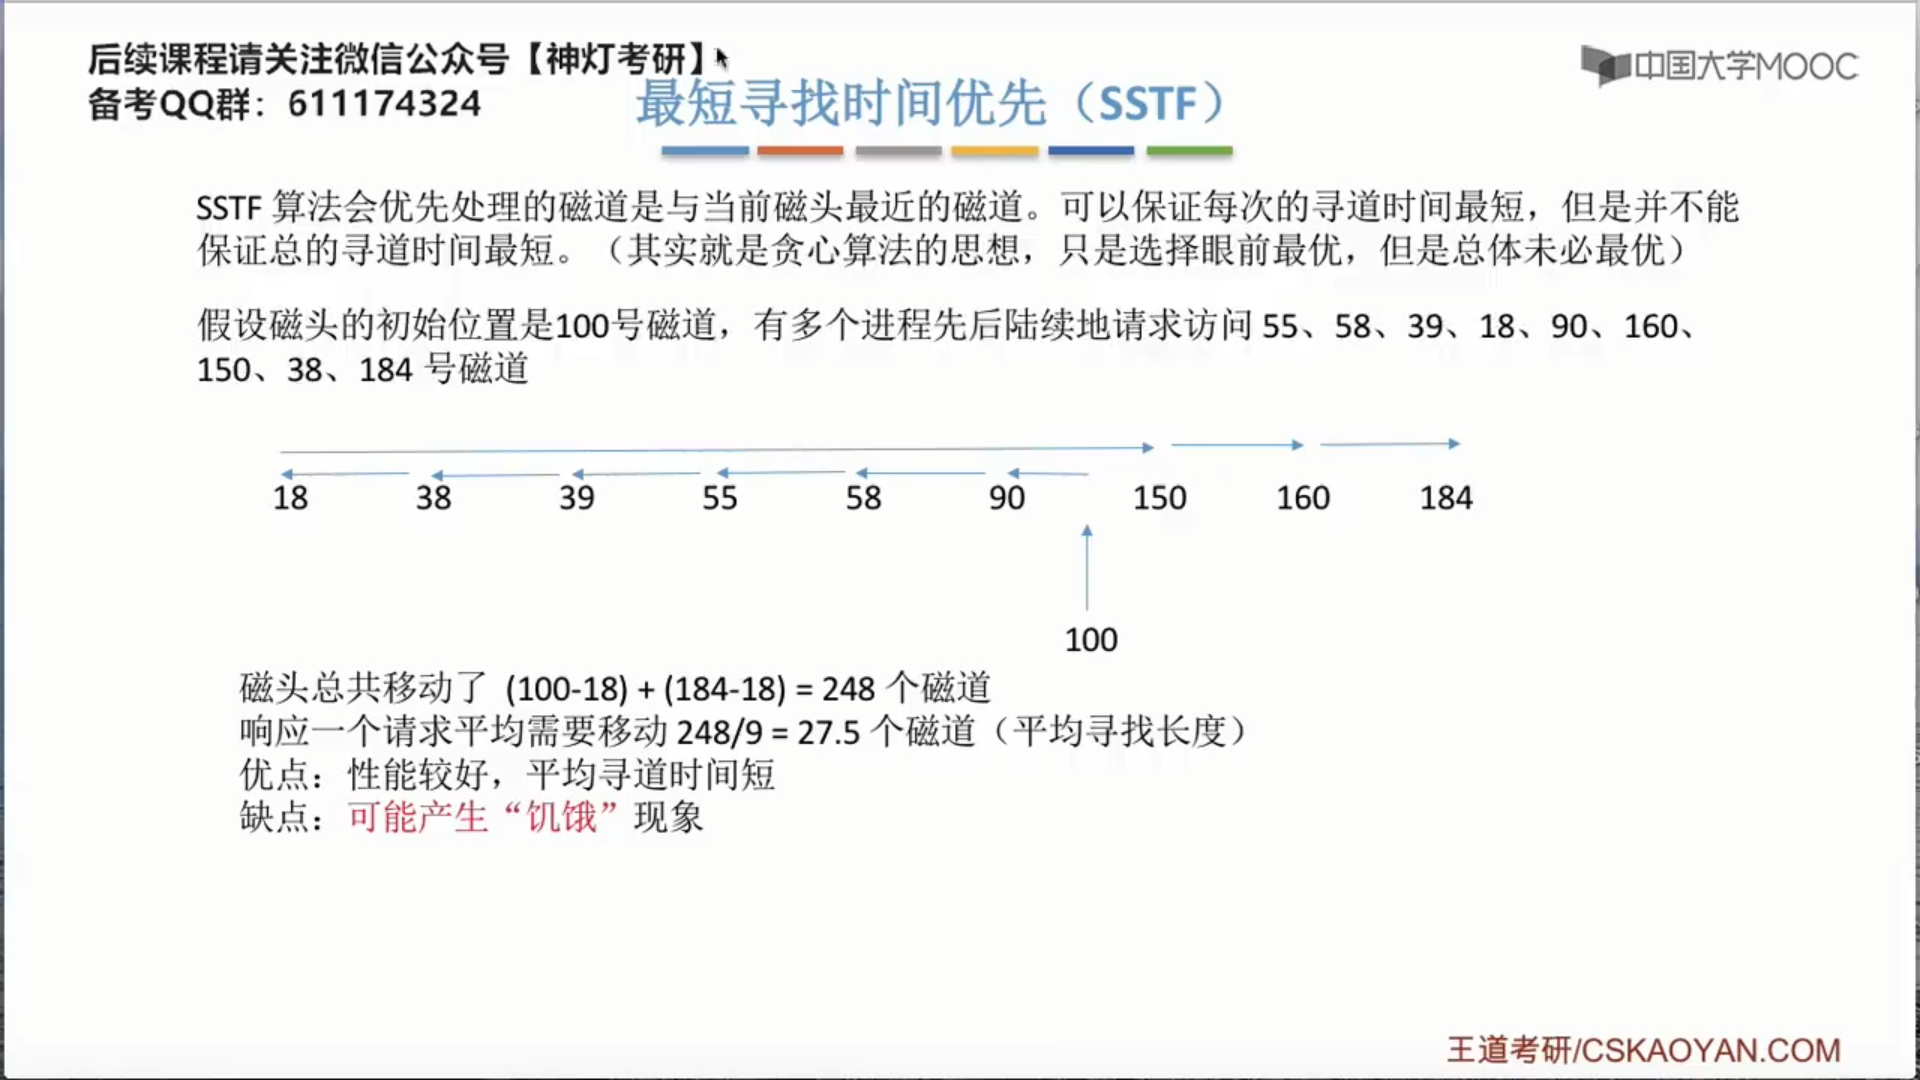 后续课程请关注微信公众号【神灯考研】
备考QQ群：611174324
中国大学MOOC
最短寻找时间优先（SSTF）
SSTF 算法会优先处理的磁道是与当前磁头最近的磁道。可以保证每次的寻道时间最短，但是并不能
保证总的寻道时间最短。（其实就是贪心算法的思想，只是选择眼前最优，但是总体未必最优）
假设磁头的初始位置是100号磁道，有多个进程先后陆续地请求访问 55、58、39、18、90、160、
150、38、184 号磁道
18 38 39 55 58 90 150 160 184
100
磁头总共移动了 (100-18) + (184-18) = 248 个磁道
响应一个请求平均需要移动 248/9 = 27.5 个磁道（平均寻找长度）
优点：性能较好，平均寻道时间短
缺点：可能产生“饥饿”现象
王道考研/CSKAOYAN.COM